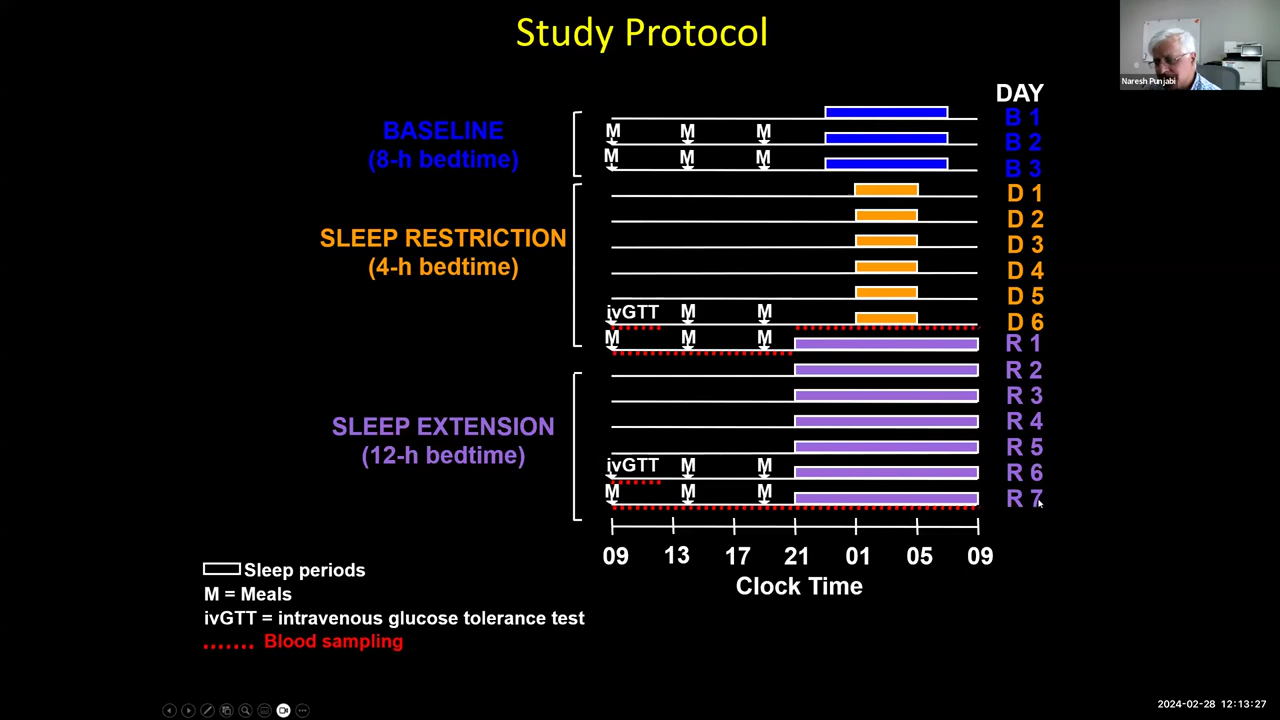 Study Protocol
Naresh Punjabi
DAY
BASELINE
(8-h bedtime)
B 1
M M M B 2
M M M B 3
SLEEP RESTRICTION
(4-h bedtime)
D 1
D 2
D 3
D 4
D 5
ivGTT M M D 6
M M M R 1
SLEEP EXTENSION
(12-h bedtime)
R 2
R 3
R 4
R 5
ivGTT M M R 6
M M M R 7
09 13 17 21 01 05 09
Clock Time
Sleep periods
M = Meals
ivGTT = intravenous glucose tolerance test
....... Blood sampling
2024-02-28 12:13:27